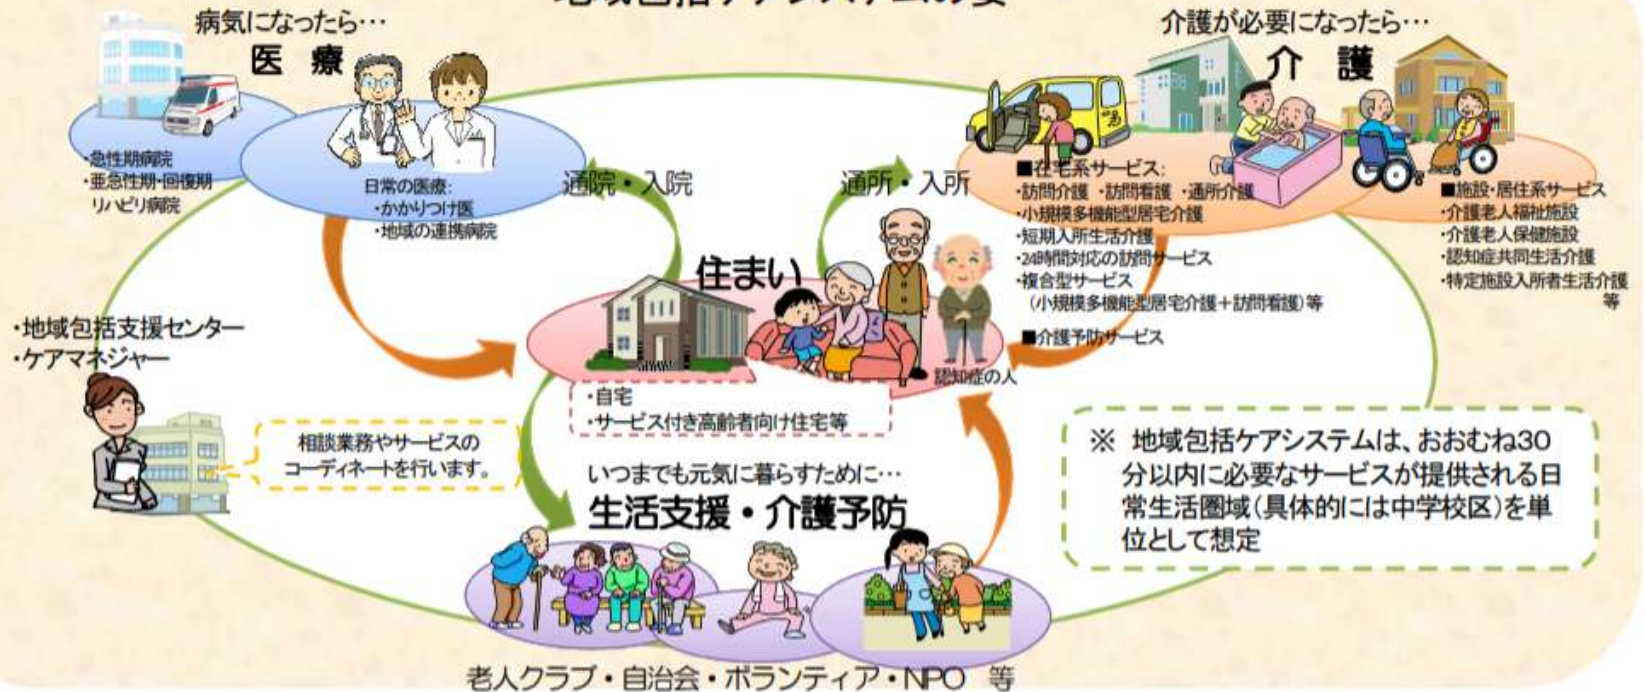 地域包括ケアシステムの姿
病気になったら…
医 療
・急性期病院
・亜急性期・回復期
リハビリ病院
日常の医療:
・かかりつけ医
・地域の連携病院
通院・入院
通所・入所
介護が必要になったら…
介 護
■在宅系サービス:
・訪問介護 ・訪問看護 ・通所介護
・小規模多機能型居宅介護
・短期入所生活介護
・24時間対応の訪問サービス
・複合型サービス
(小規模多機能型居宅介護+訪問看護)等
■介護予防サービス
■施設・居住系サービス
・介護老人福祉施設
・介護老人保健施設
・認知症共同生活介護
・特定施設入所者生活介護
等
住まい
認知症の人
・自宅
・サービス付き高齢者向け住宅等
・地域包括支援センター
・ケアマネジャー
相談業務やサービスの
コーディネートを行います。
いつまでも元気に暮らすために…
生活支援・介護予防
老人クラブ・自治会・ボランティア・NPO 等
※ 地域包括ケアシステムは、おおむね30
分以内に必要なサービスが提供される日
常生活圏域(具体的には中学校区)を単
位として想定